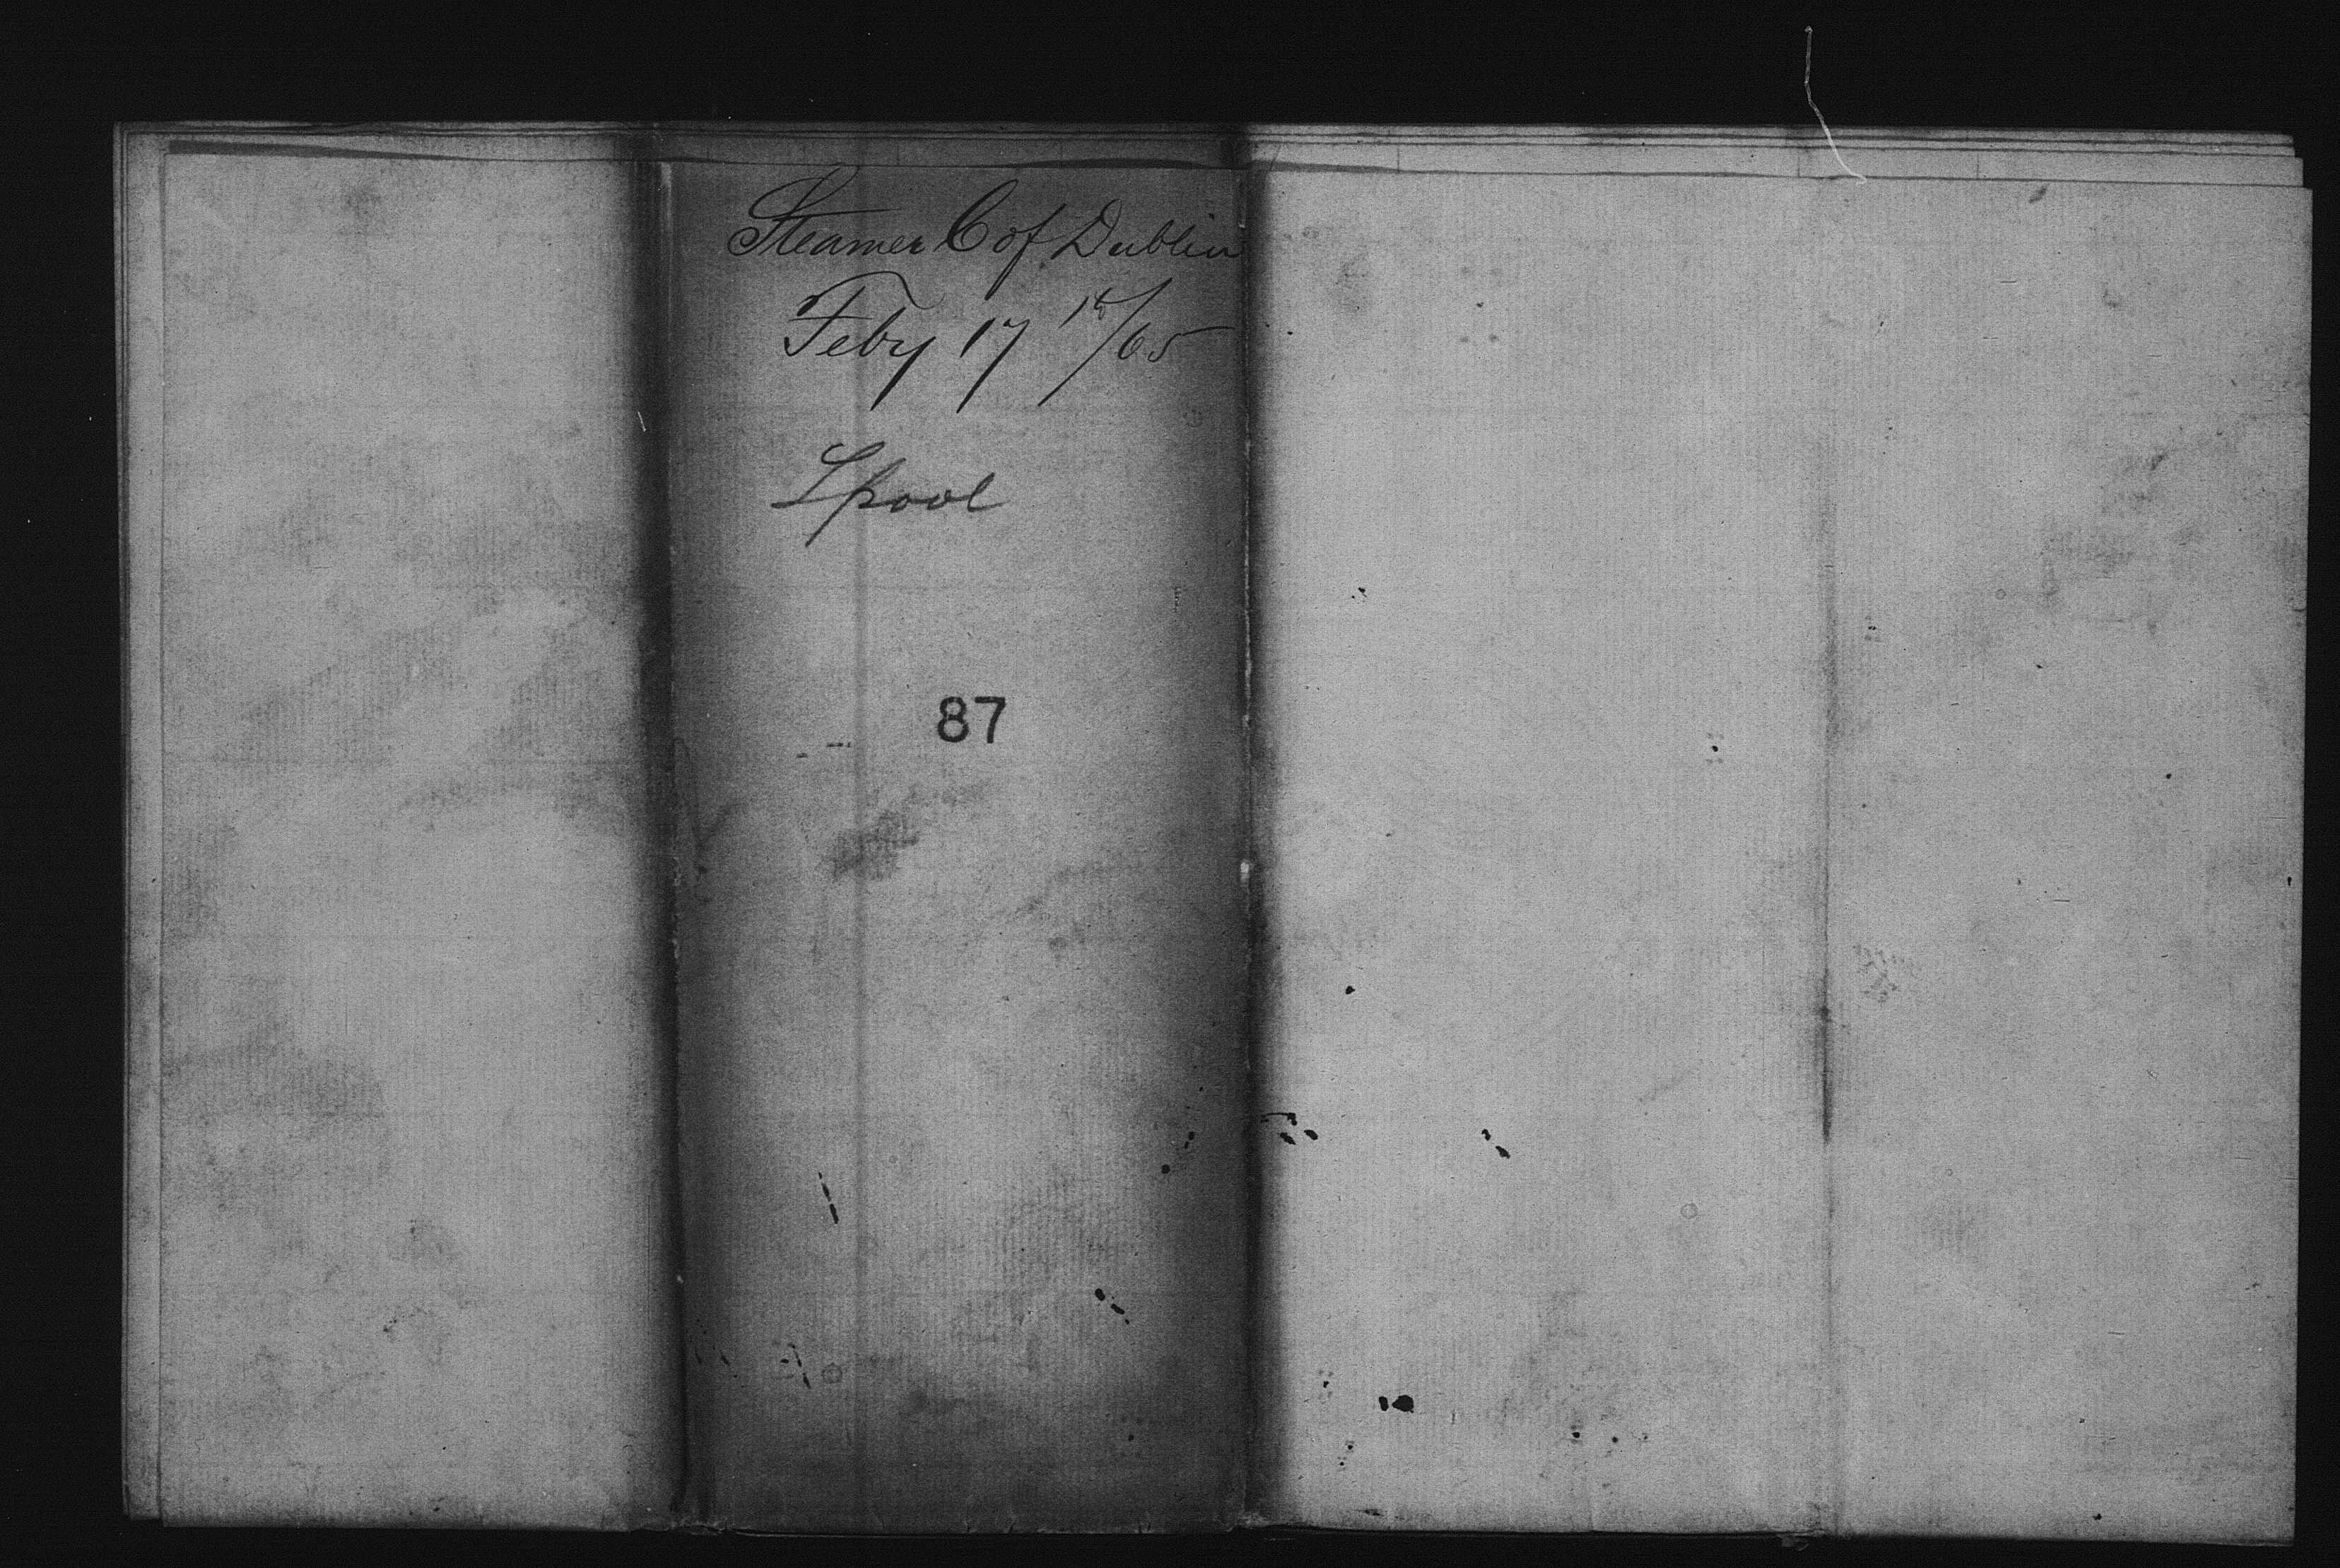 Steamer C of Dublin
Feby 17 18/65
Lpool
87